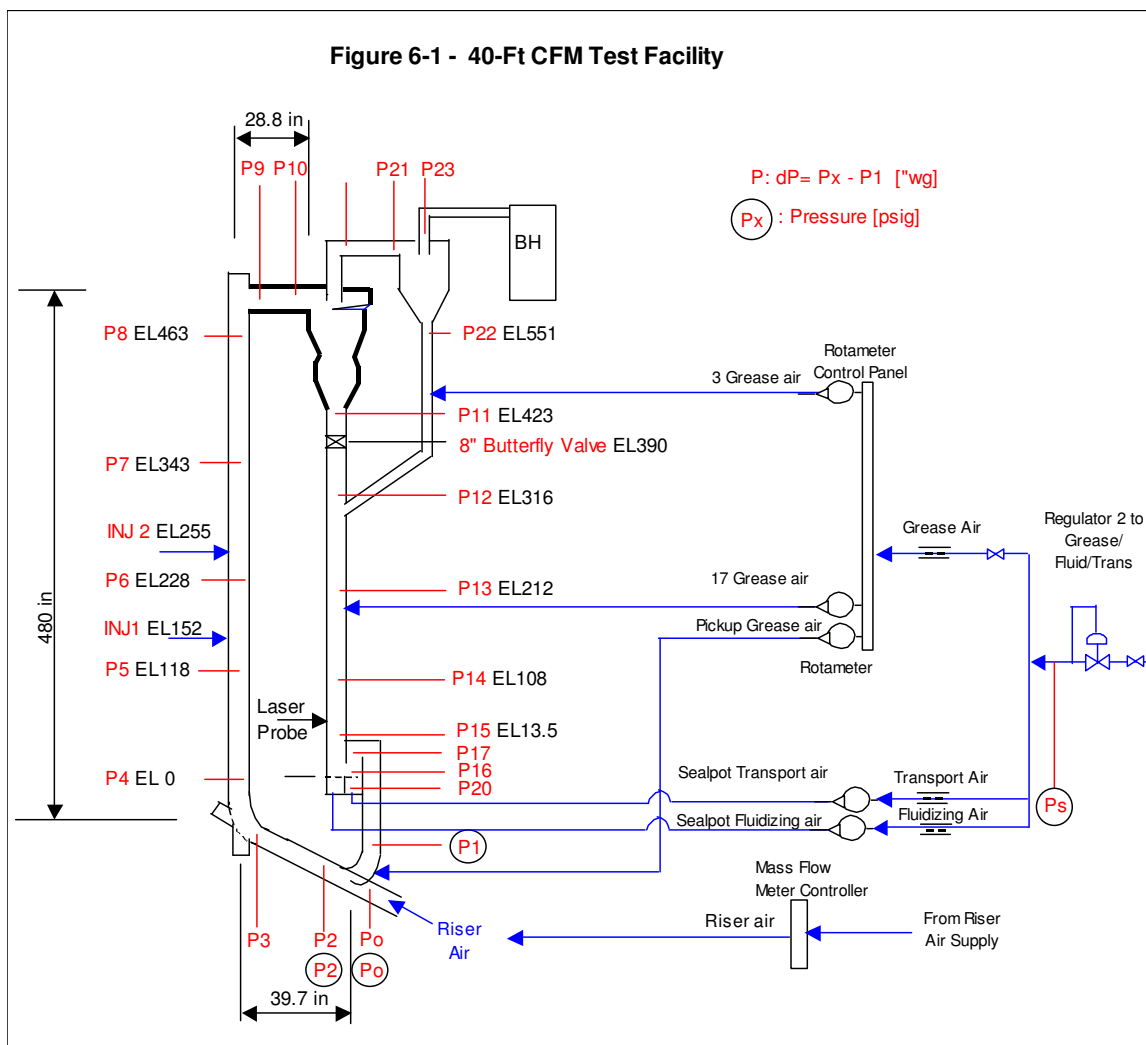 Figure 6-1 - 40-Ft CFM Test Facility
28.8 in
P9 P10
P21 P23
P: dP= Px - P1 ["wg]
Px : Pressure [psig]
BH
P8 EL463
P22 EL551
Rotameter
Control Panel
3 Grease air
P11 EL423
8" Butterfly Valve EL390
P7 EL343
P12 EL316
INJ 2 EL255
Grease Air
Regulator 2 to
Grease/
Fluid/Trans
P6 EL228
P13 EL212
17 Grease air
480 in
INJ1 EL152
Pickup Grease air
Rotameter
P5 EL118
P14 EL108
Laser
Probe
P15 EL13.5
P17
P16
P20
P4 EL 0
Sealpot Transport air
Transport Air
Ps
Sealpot Fluidizing air
Fluidizing Air
P1
Mass Flow
Meter Controller
P3
P2
Po
Riser
Air
Riser air
From Riser
Air Supply
P2
Po
39.7 in